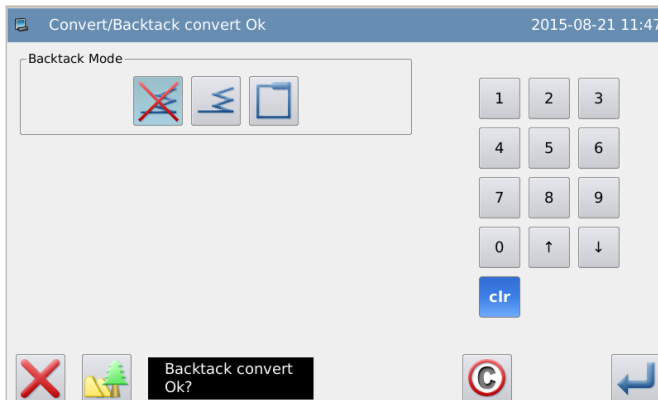 Convert/Backtack convert Ok
2015-08-21 11:47
Backtack Mode
1 2 3
4 5 6
7 8 9
0 ↑ ↓
clr
Backtack convert
Ok?
C